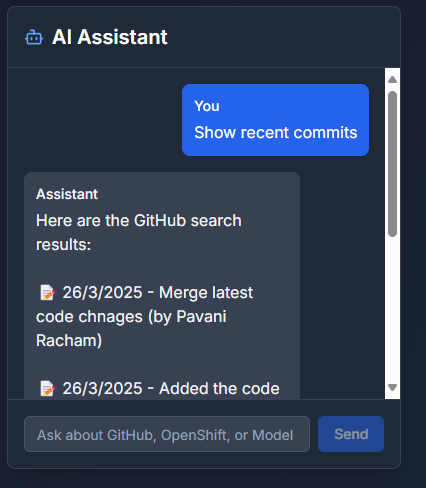 AI Assistant
You
Show recent commits
Assistant
Here are the GitHub search
results:
📝 26/3/2025 - Merge latest
code chnages (by Pavani
Racham)
📝 26/3/2025 - Added the code
Ask about GitHub, OpenShift, or Model
Send